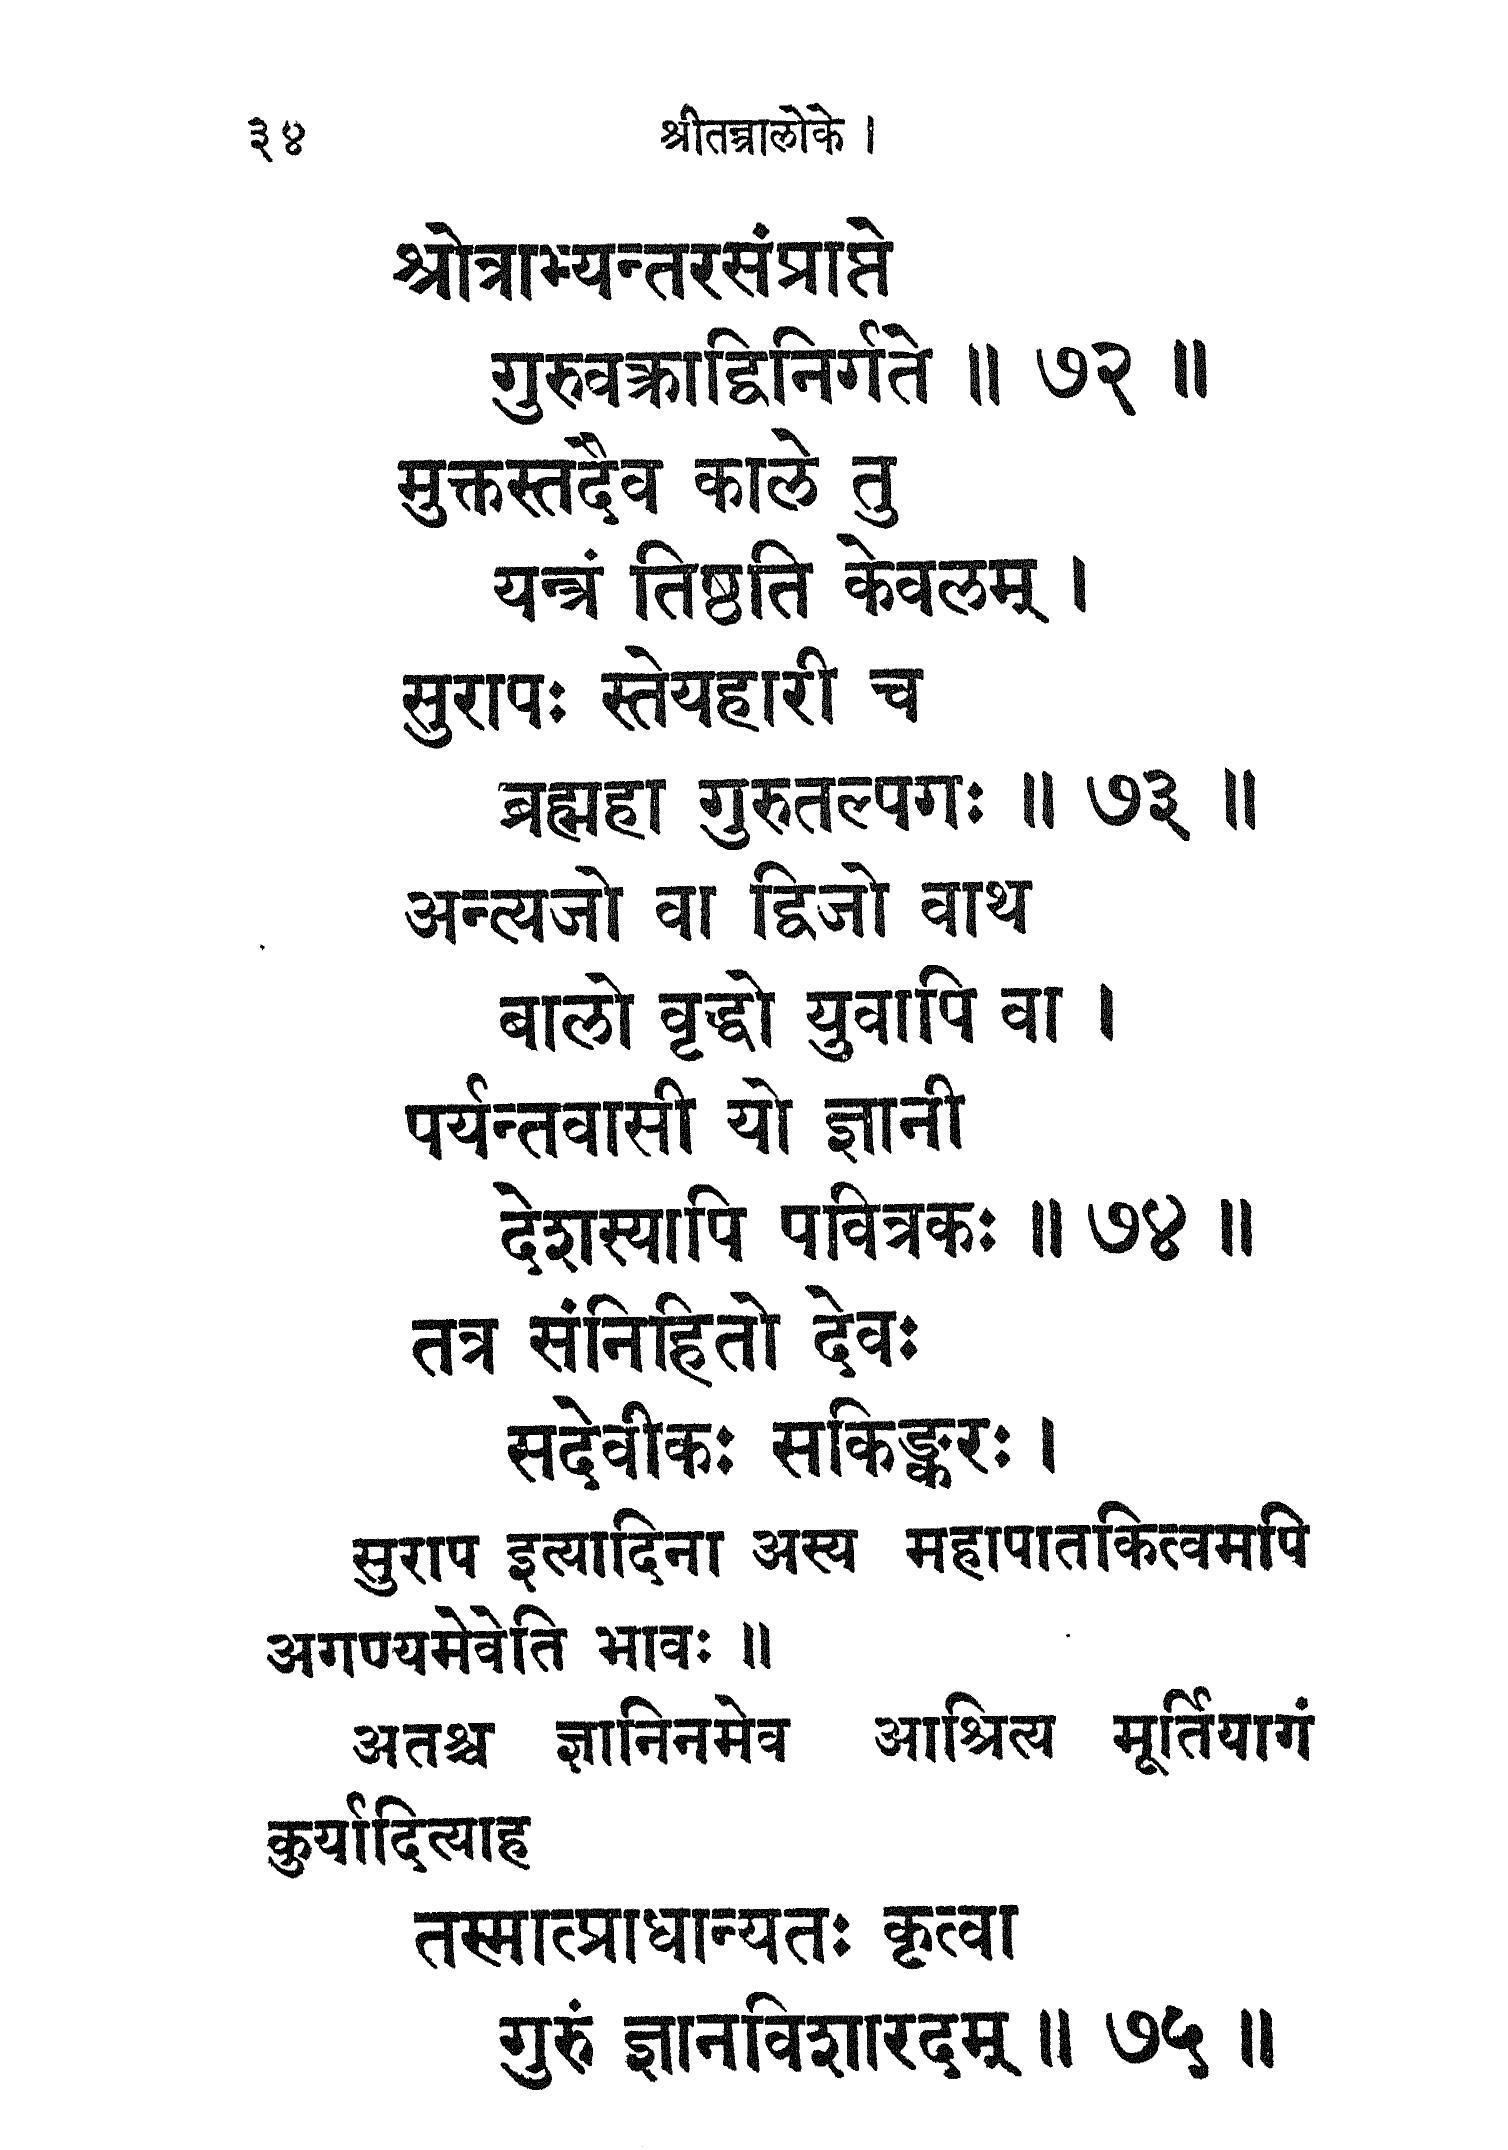 ३४ श्रीतन्त्रालोके ।
श्रोत्राभ्यन्तरसंप्राप्ते
गुरुवक्त्राद्विनिर्गते ॥ ७२ ॥
मुक्तस्तदैव काले तु
यन्त्रं तिष्ठति केवलम् ।
सुरापः स्तेयहारी च
ब्रह्महा गुरुतल्पगः ॥ ७३ ॥
अन्त्यजो वा द्विजो वाथ
बालो वृद्धो युवापि वा ।
पर्यन्तवासी यो ज्ञानी
देशस्यापि पवित्रकः ॥ ७४ ॥
तत्र संनिहितो देवः
सदेवीकः सकिङ्करः ।
सुराप इत्यादिना अस्य महापातकित्वमपि
अगण्यमेवेति भावः ॥
अतश्च ज्ञानिनमेव आश्रित्य मूर्तियागं
कुर्यादित्याह
तस्मात्प्राधान्यतः कृत्वा
गुरुं ज्ञानविशारदम् ॥ ७५ ॥